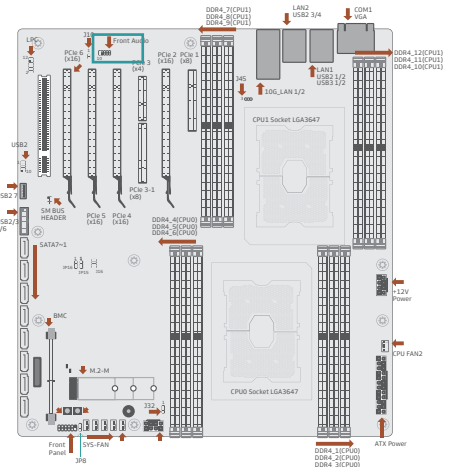 DDR4_7(CPU1)
DDR4_8(CPU1)
DDR4_9(CPU1)
LAN2
USB2 3/4
COM1
VGA
LPC
Front Audio
PCIe 6
(x16)
PCIe 3
(x4)
PCIe 2
(x16)
PCIe 1
(x8)
J45
LAN1
USB2 1/2
USB3 1/2
10G_LAN 1/2
DDR4_12(CPU1)
DDR4_11(CPU1)
DDR4_10(CPU1)
CPU1 Socket LGA3647
USB2
SM BUS
HEADER
PCIe 5
(x16)
PCIe 4
(x16)
PCIe 3-1
(x8)
DDR4_4(CPU0)
DDR4_5(CPU0)
DDR4_6(CPU0)
SATA7~1
+12V
Power
BMC
CPU FAN2
M.2-M
CPU0 Socket LGA3647
J32
Front
Panel
SYS-FAN
JP8
ATX Power
DDR4_1(CPU0)
DDR4_2(CPU0)
DDR4_3(CPU0)